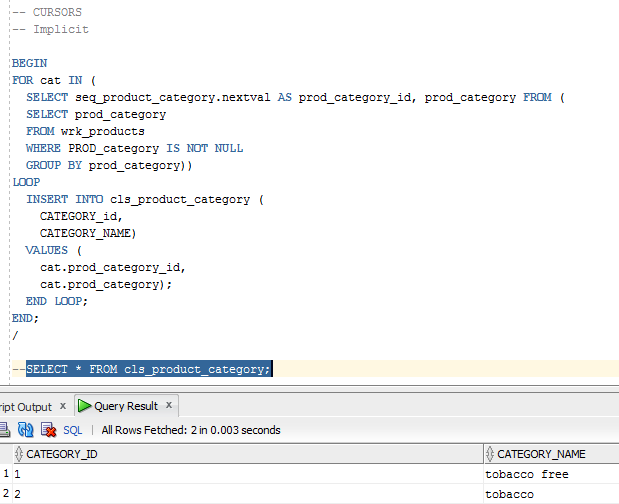 -- CURSORS
-- Implicit
BEGIN
FOR cat IN (
SELECT seq_product_category.nextval AS prod_category_id, prod_category FROM (
SELECT prod_category
FROM wrk_products
WHERE PROD_category IS NOT NULL
GROUP BY prod_category))
LOOP
INSERT INTO cls_product_category (
CATEGORY_id,
CATEGORY_NAME)
VALUES (
cat.prod_category_id,
cat.prod_category);
END LOOP;
END;
/
--SELECT * FROM cls_product_category;
ript Output x Query Result x
SQL | All Rows Fetched: 2 in 0.003 seconds
CATEGORY_ID CATEGORY_NAME
1 1 tobacco free
2 2 tobacco